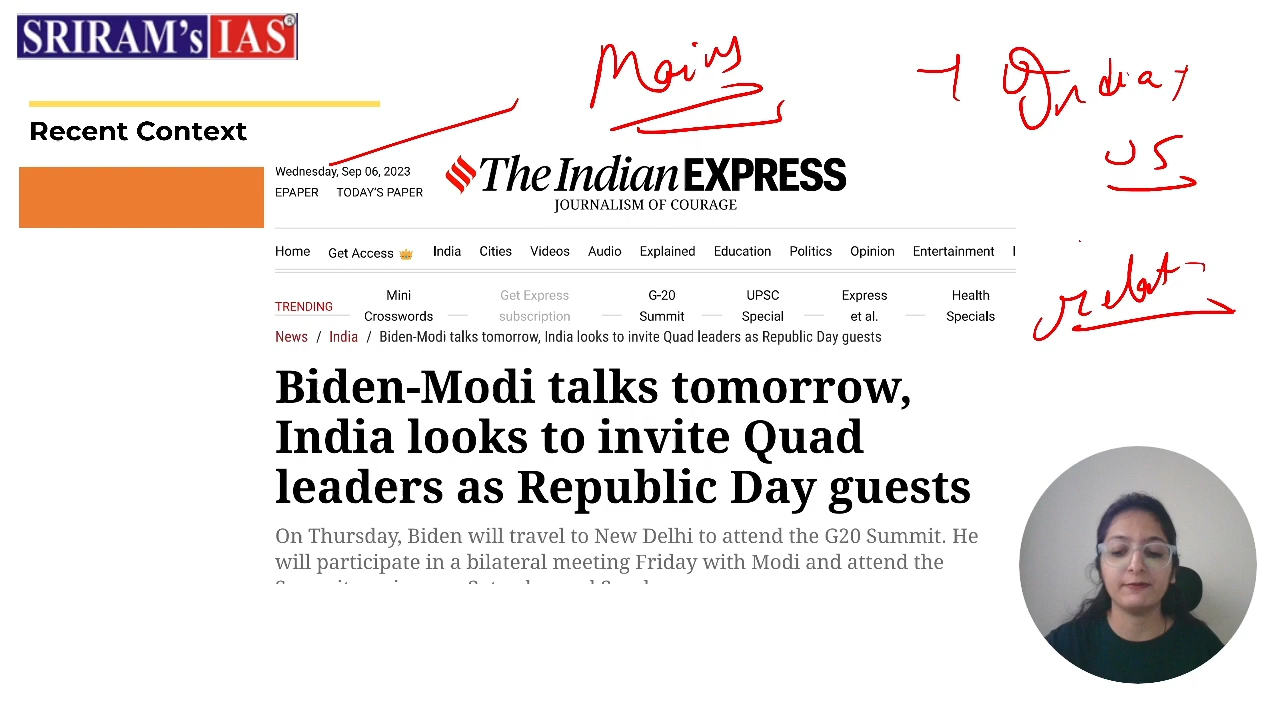 SRIRAM's IAS®
Mains
India /
US
relat -
Recent Context
Wednesday, Sep 06, 2023
EPAPER TODAY'S PAPER
The Indian EXPRESS
JOURNALISM OF COURAGE
Home Get Access India Cities Videos Audio Explained Education Politics Opinion Entertainment
TRENDING
Mini Crosswords
Get Express subscription
G-20 Summit
UPSC Special
Express et al.
Health Specials
News / India / Biden-Modi talks tomorrow, India looks to invite Quad leaders as Republic Day guests
Biden-Modi talks tomorrow,
India looks to invite Quad
leaders as Republic Day guests
On Thursday, Biden will travel to New Delhi to attend the G20 Summit. He
will participate in a bilateral meeting Friday with Modi and attend the